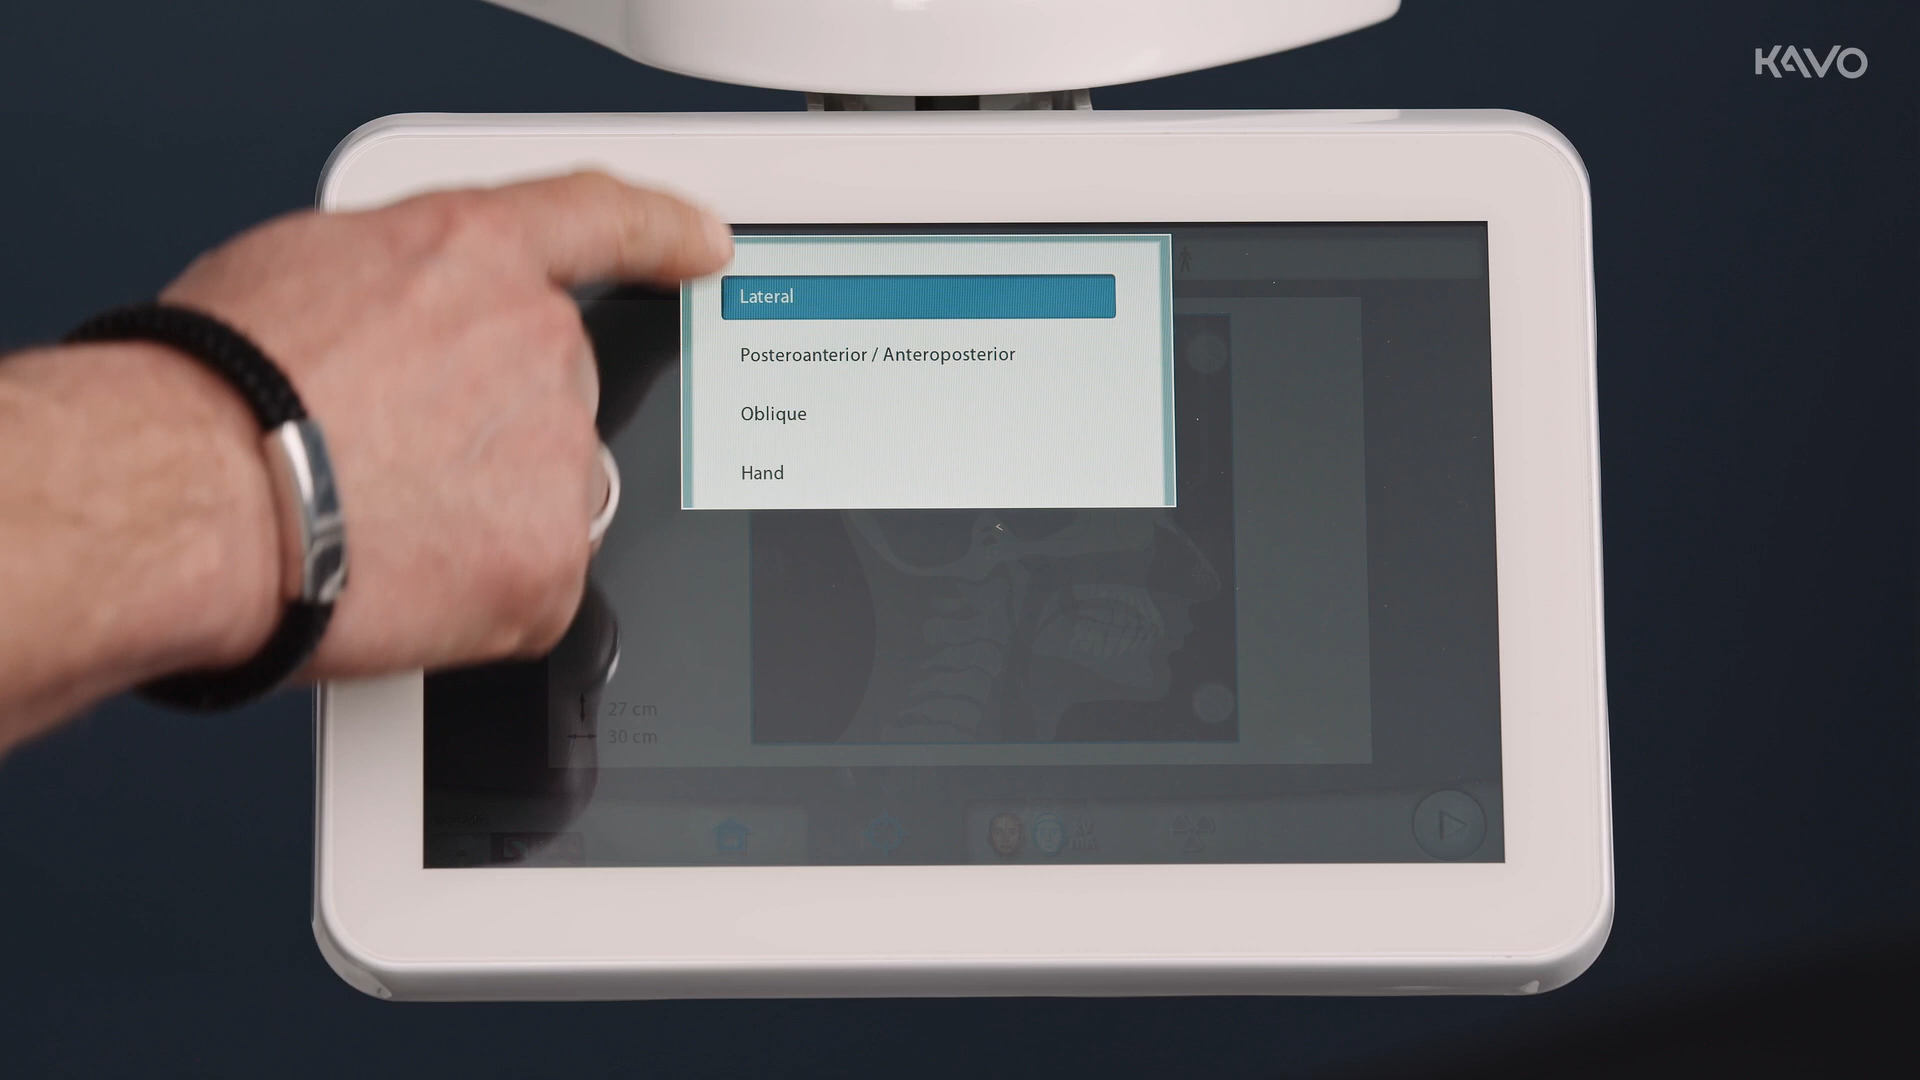 KAVO
Lateral
Posteroanterior / Anteroposterior
Oblique
Hand
27 cm
30 cm